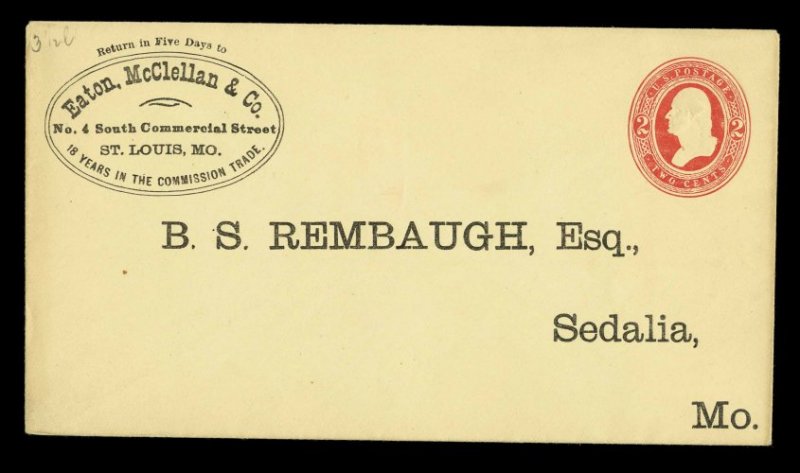 Return in Five Days to
Eaton, McClellan & Co.
No. 4 South Commercial Street
ST. LOUIS, MO.
18 YEARS IN THE COMMISSION TRADE.
U.S. POSTAGE
2 2
TWO CENTS
B. S. REMBAUGH, Esq.,
Sedalia,
Mo.